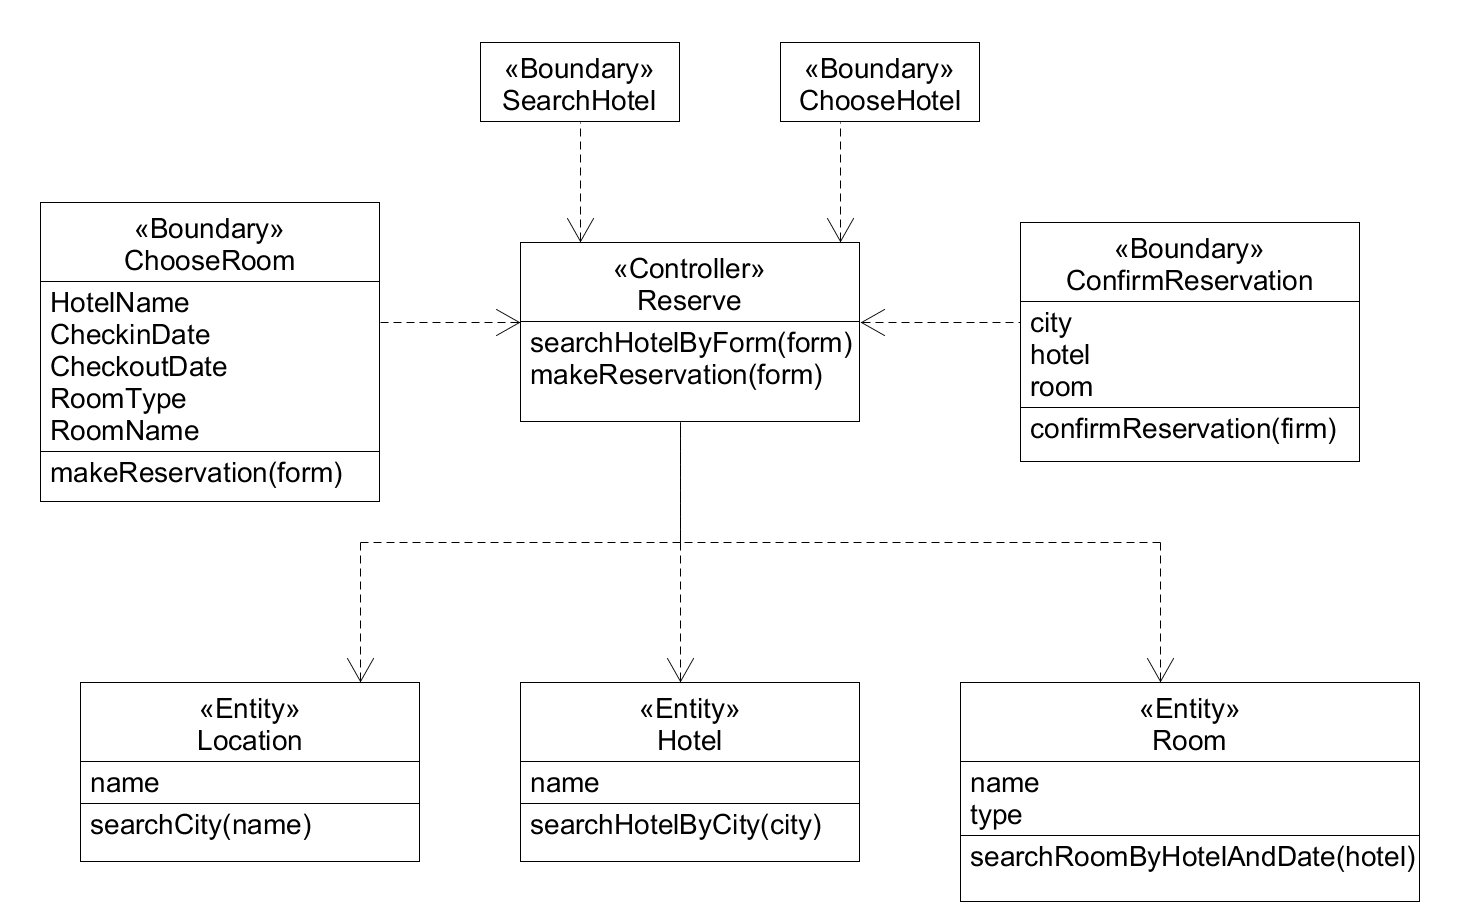 «Boundary»
SearchHotel
«Boundary»
ChooseHotel
«Boundary»
ChooseRoom
HotelName
CheckinDate
CheckoutDate
RoomType
RoomName
makeReservation(form)
«Controller»
Reserve
searchHotelByForm(form)
makeReservation(form)
«Boundary»
ConfirmReservation
city
hotel
room
confirmReservation(firm)
«Entity»
Location
name
searchCity(name)
«Entity»
Hotel
name
searchHotelByCity(city)
«Entity»
Room
name
type
searchRoomByHotelAndDate(hotel)